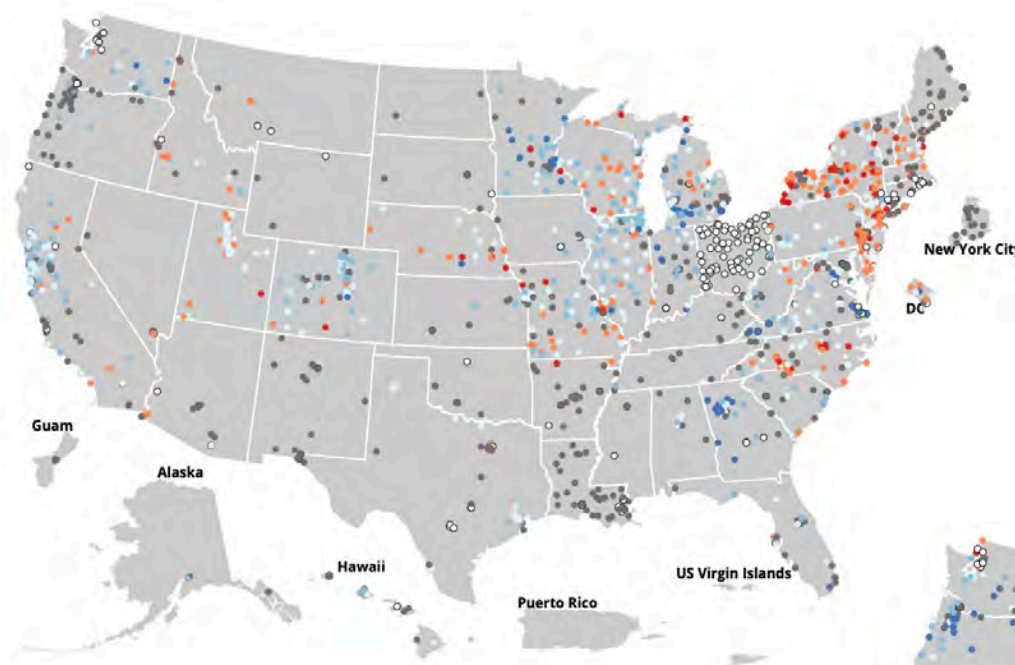 New York City
DC
Guam
Alaska
Hawaii
US Virgin Islands
Puerto Rico